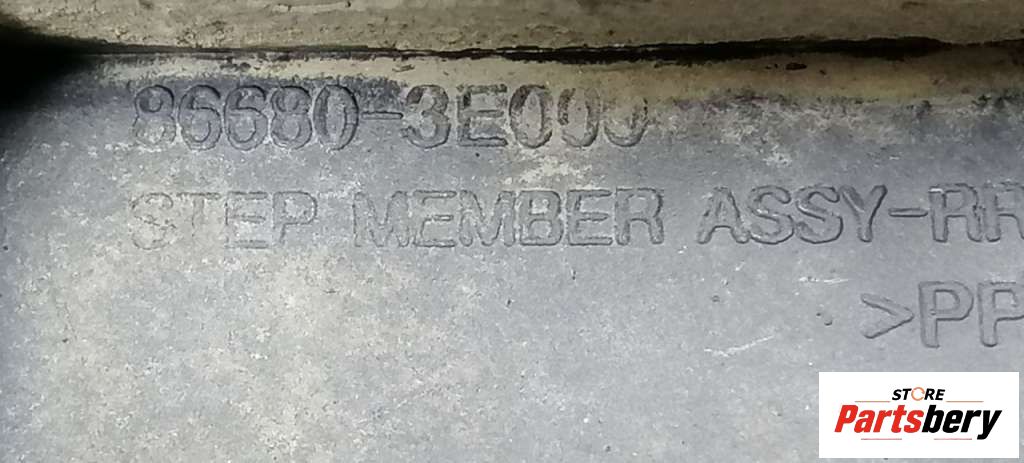 86680-3E000
STEP MEMBER ASSY-RR
>PP
STORE
Partsbery